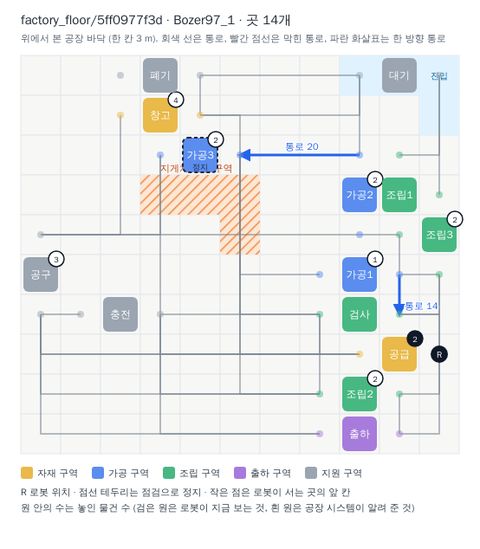 factory_floor/5ff0977f3d · Bozer97_1 · 곳 14개
위에서 본 공장 바닥 (한 칸 3 m). 회색 선은 통로, 빨간 점선은 막힌 통로, 파란 화살표는 한 방향 통로
폐기
대기
진입
4
창고
2
가공3
통로 20
정지
구역
2
가공2
조립1
2
조립3
3
공구
1
가공1
통로 14
충전
검사
2
공급
R
2
조립2
출하
자재 구역
가공 구역
조립 구역
출하 구역
지원 구역
R 로봇 위치 · 점선 테두리는 점검으로 정지 · 작은 점은 로봇이 서는 곳의 앞 칸
원 안의 수는 놓인 물건 수 (검은 원은 로봇이 지금 보는 것, 흰 원은 공장 시스템이 알려 준 것)